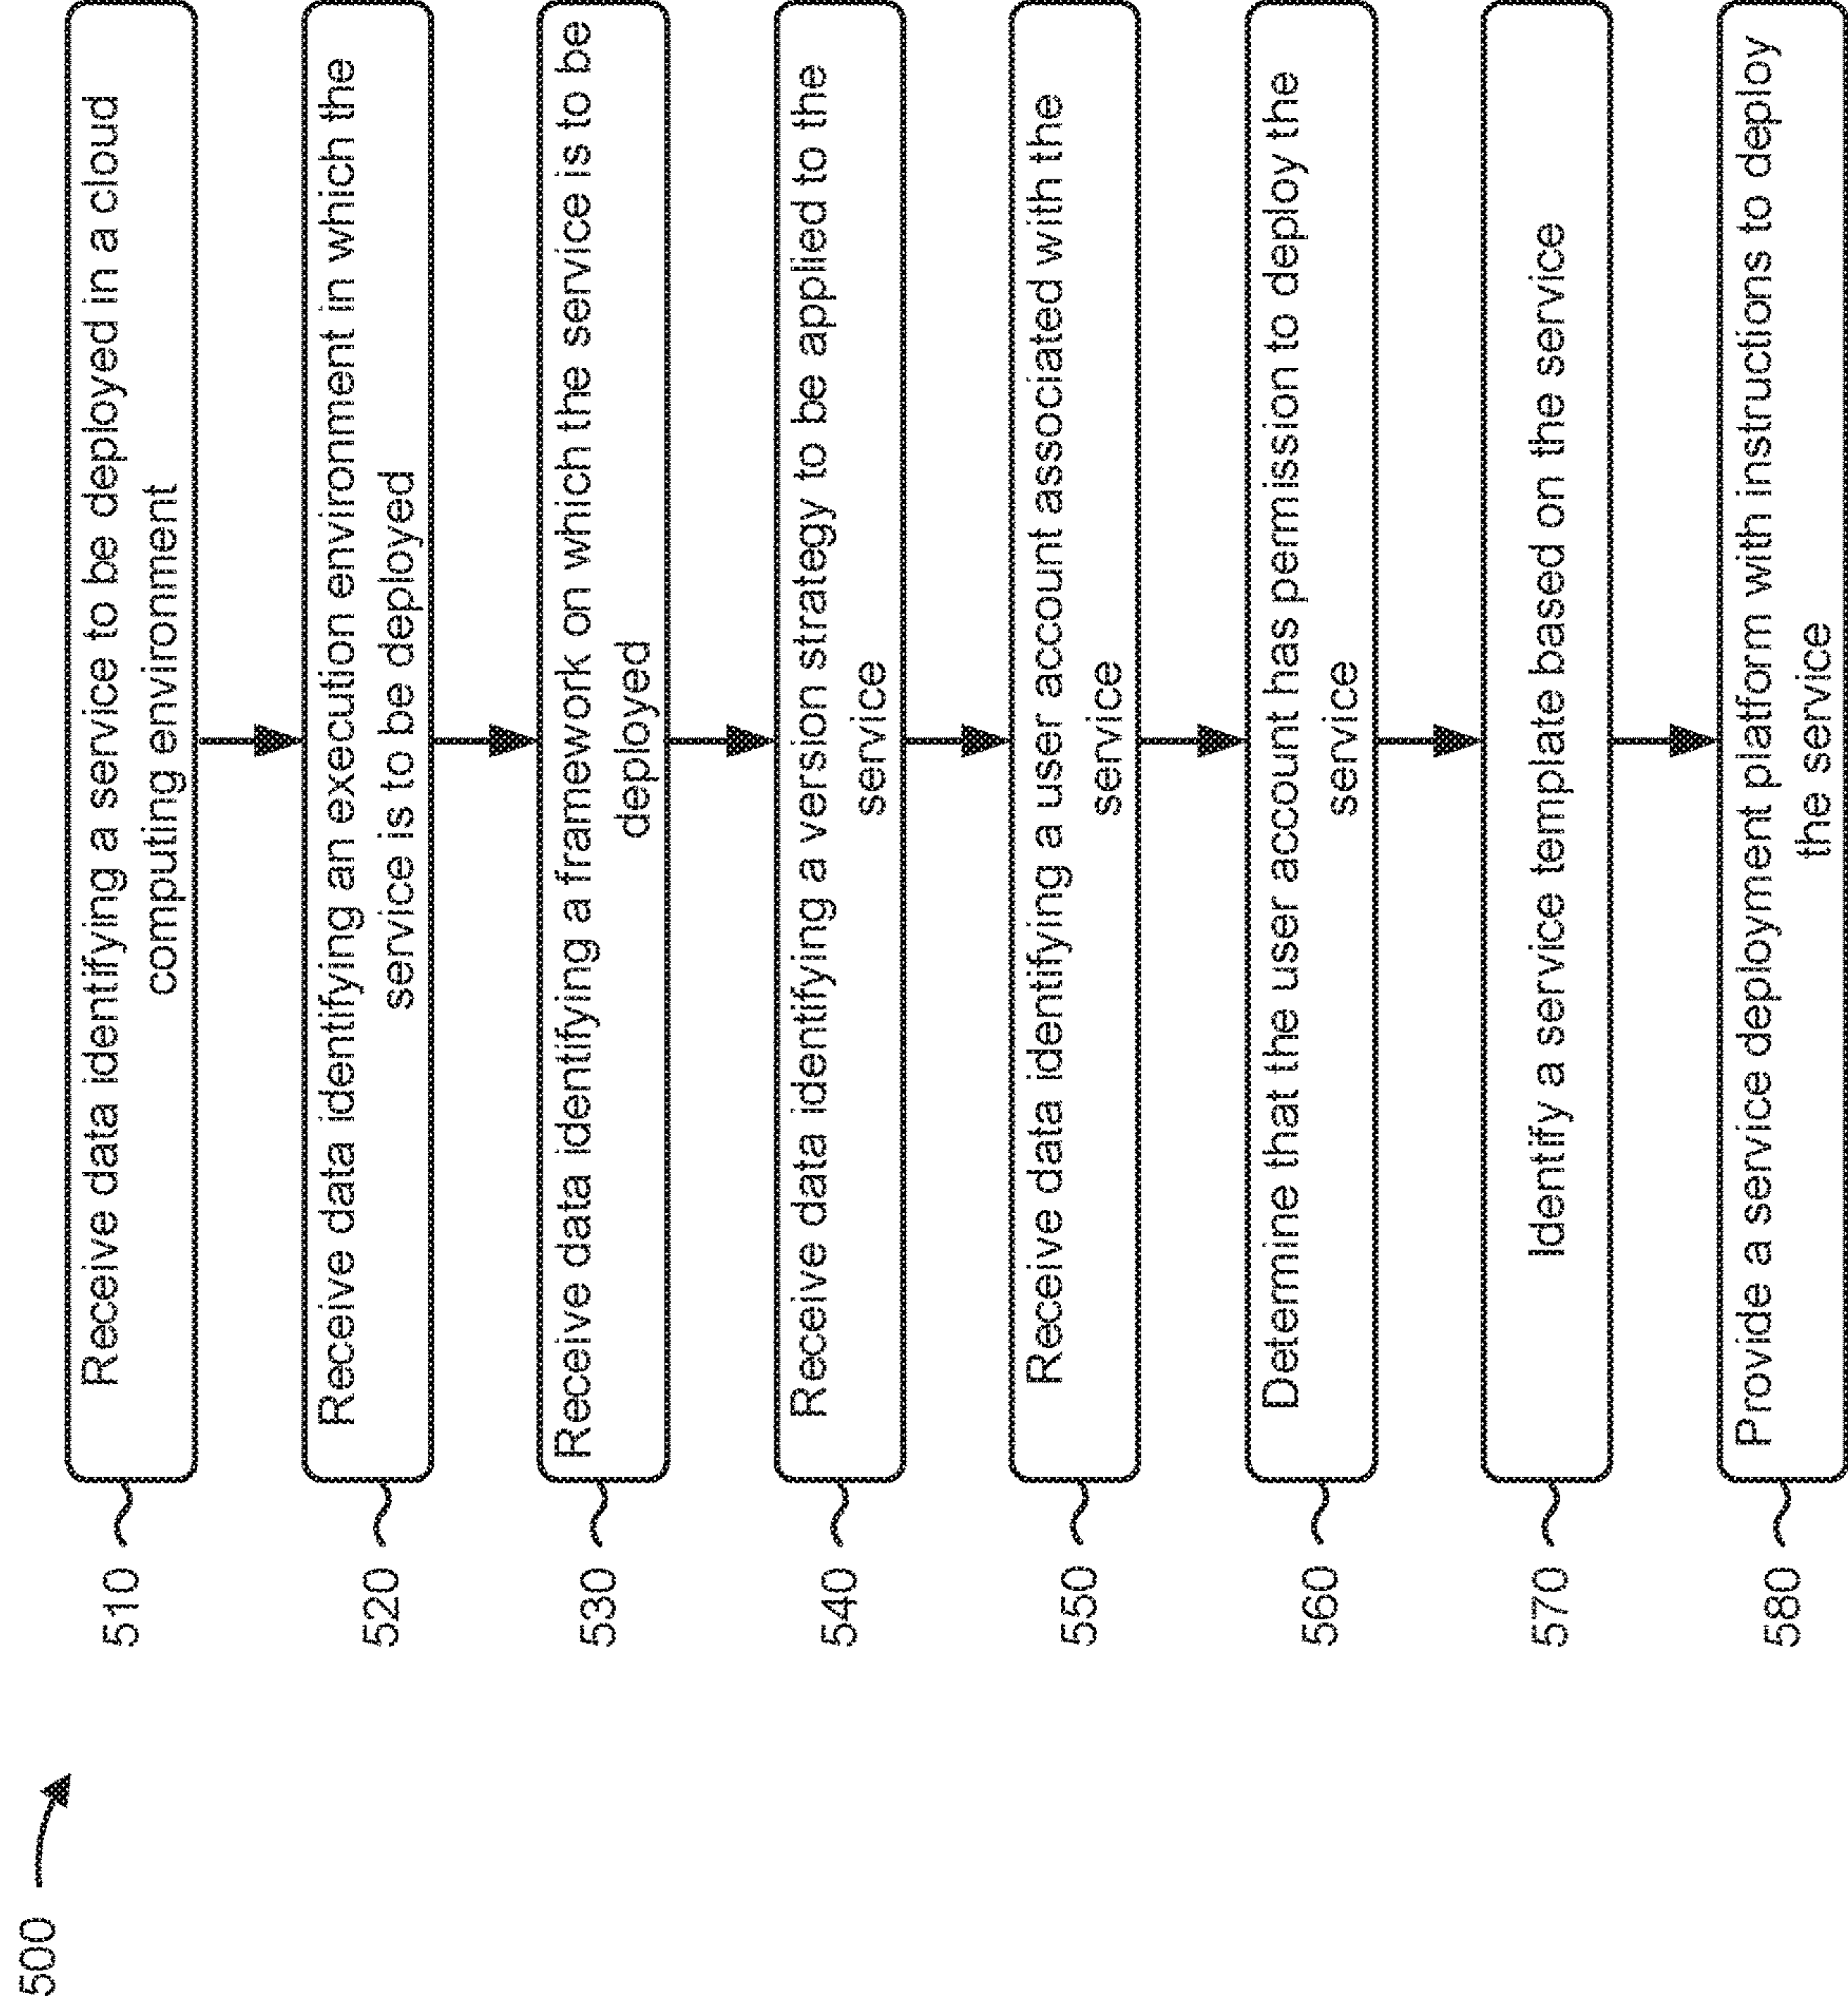 500
510
Receive data identifying a service to be deployed in a cloud
computing environment
520
Receive data identifying an execution environment in which the
service is to be deployed
530
Receive data identifying a framework on which the service is to be
deployed
540
Receive data identifying a version strategy to be applied to the
service
550
Receive data identifying a user account associated with the
service
560
Determine that the user account has permission to deploy the
service
570
Identify a service template based on the service
580
Provide a service deployment platform with instructions to deploy
the service